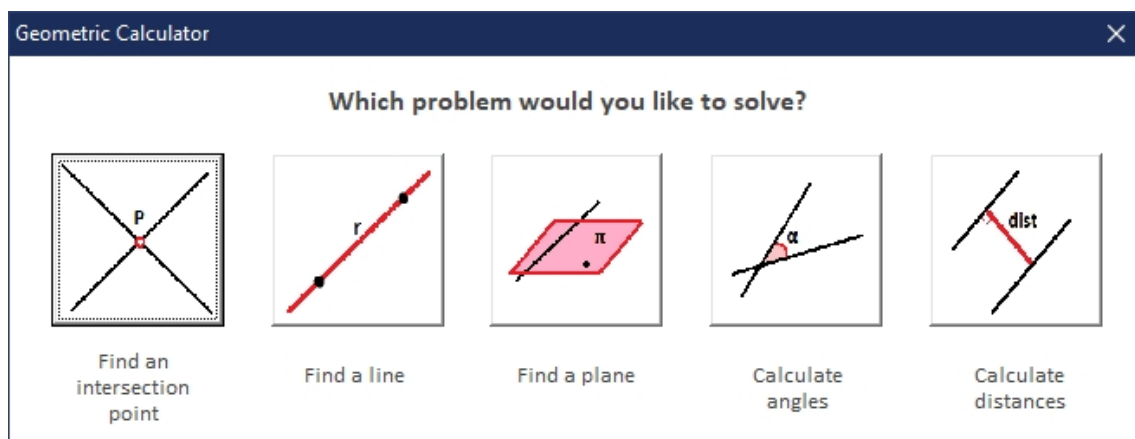 Geometric Calculator
Which problem would you like to solve?
P
r
π
α
dist
Find an
intersection
point
Find a line
Find a plane
Calculate
angles
Calculate
distances